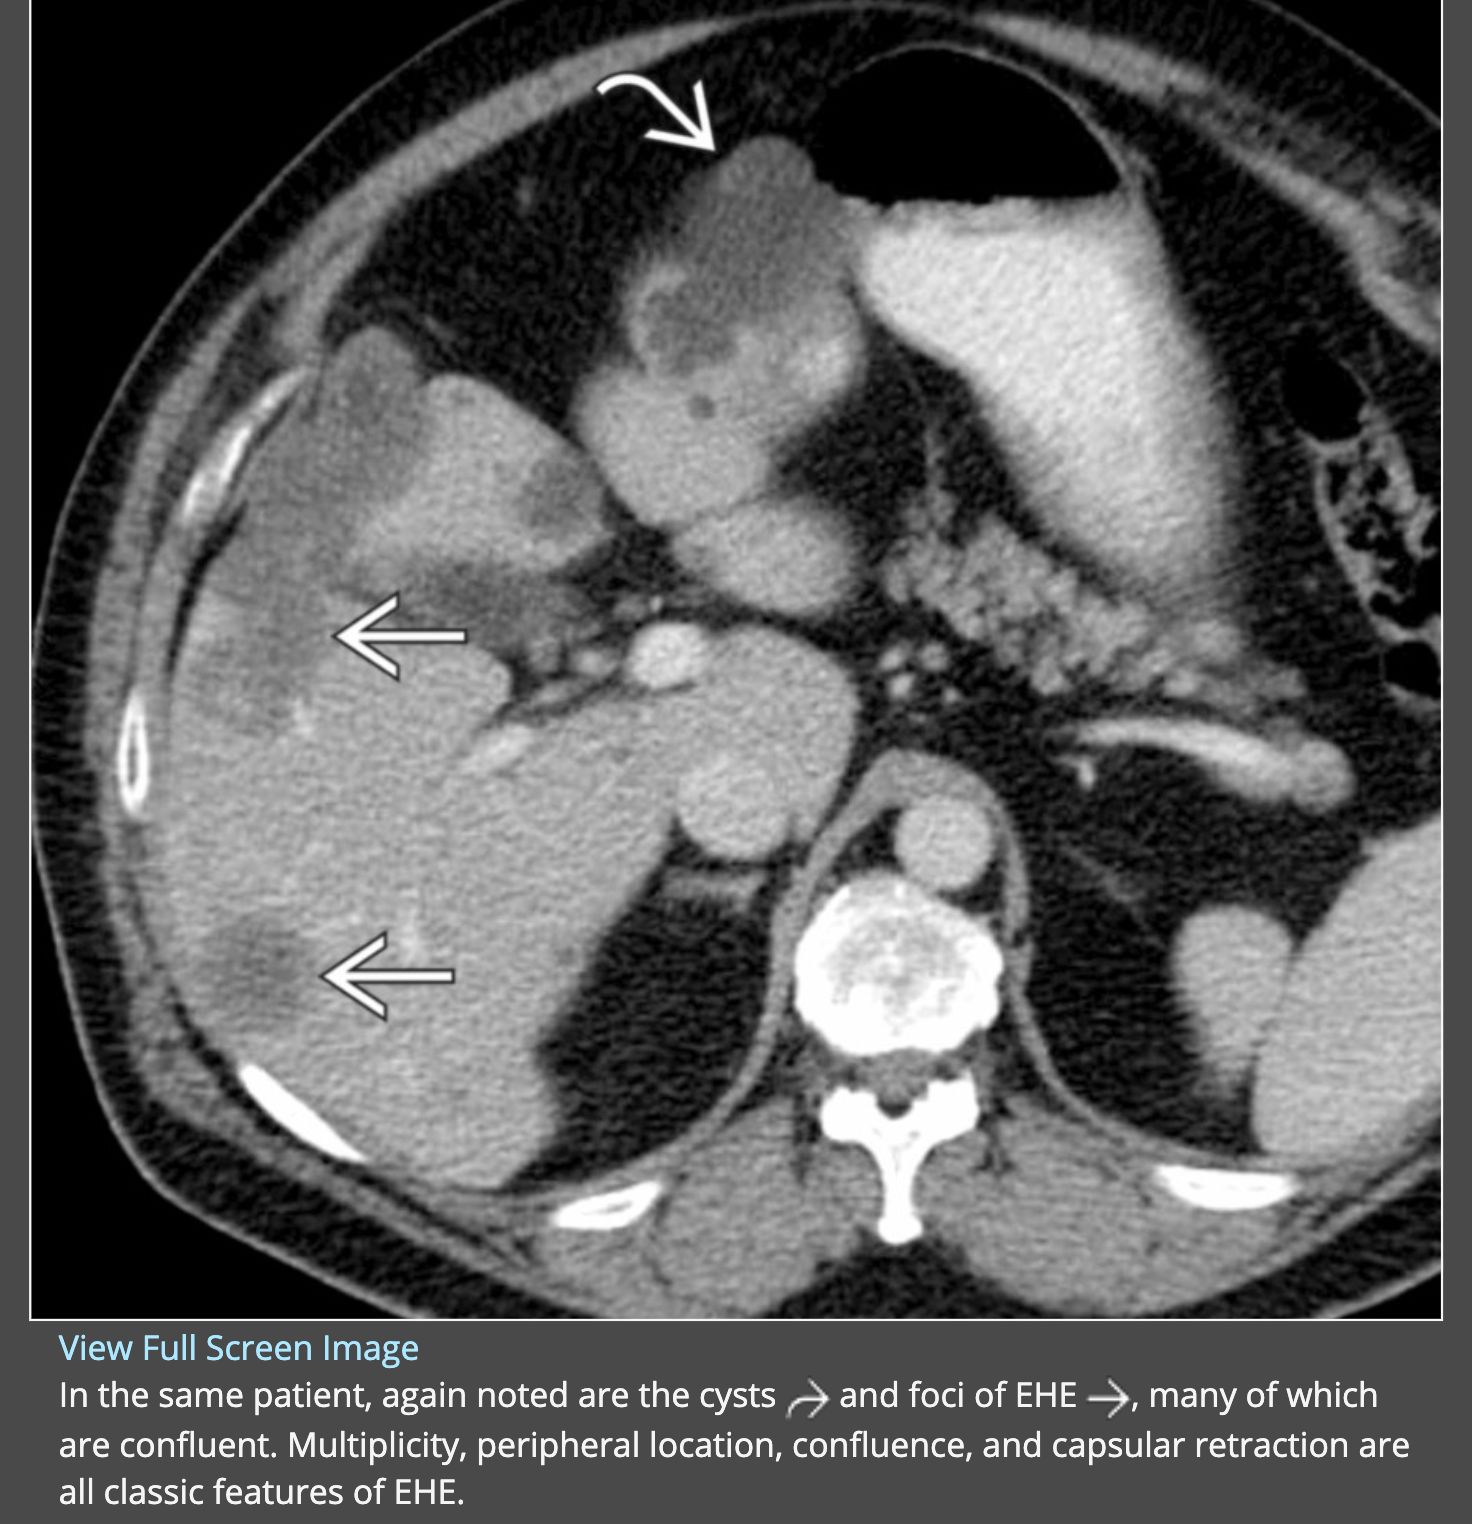 View Full Screen Image
In the same patient, again noted are the cysts and foci of EHE , many of which
are confluent. Multiplicity, peripheral location, confluence, and capsular retraction are
all classic features of EHE.